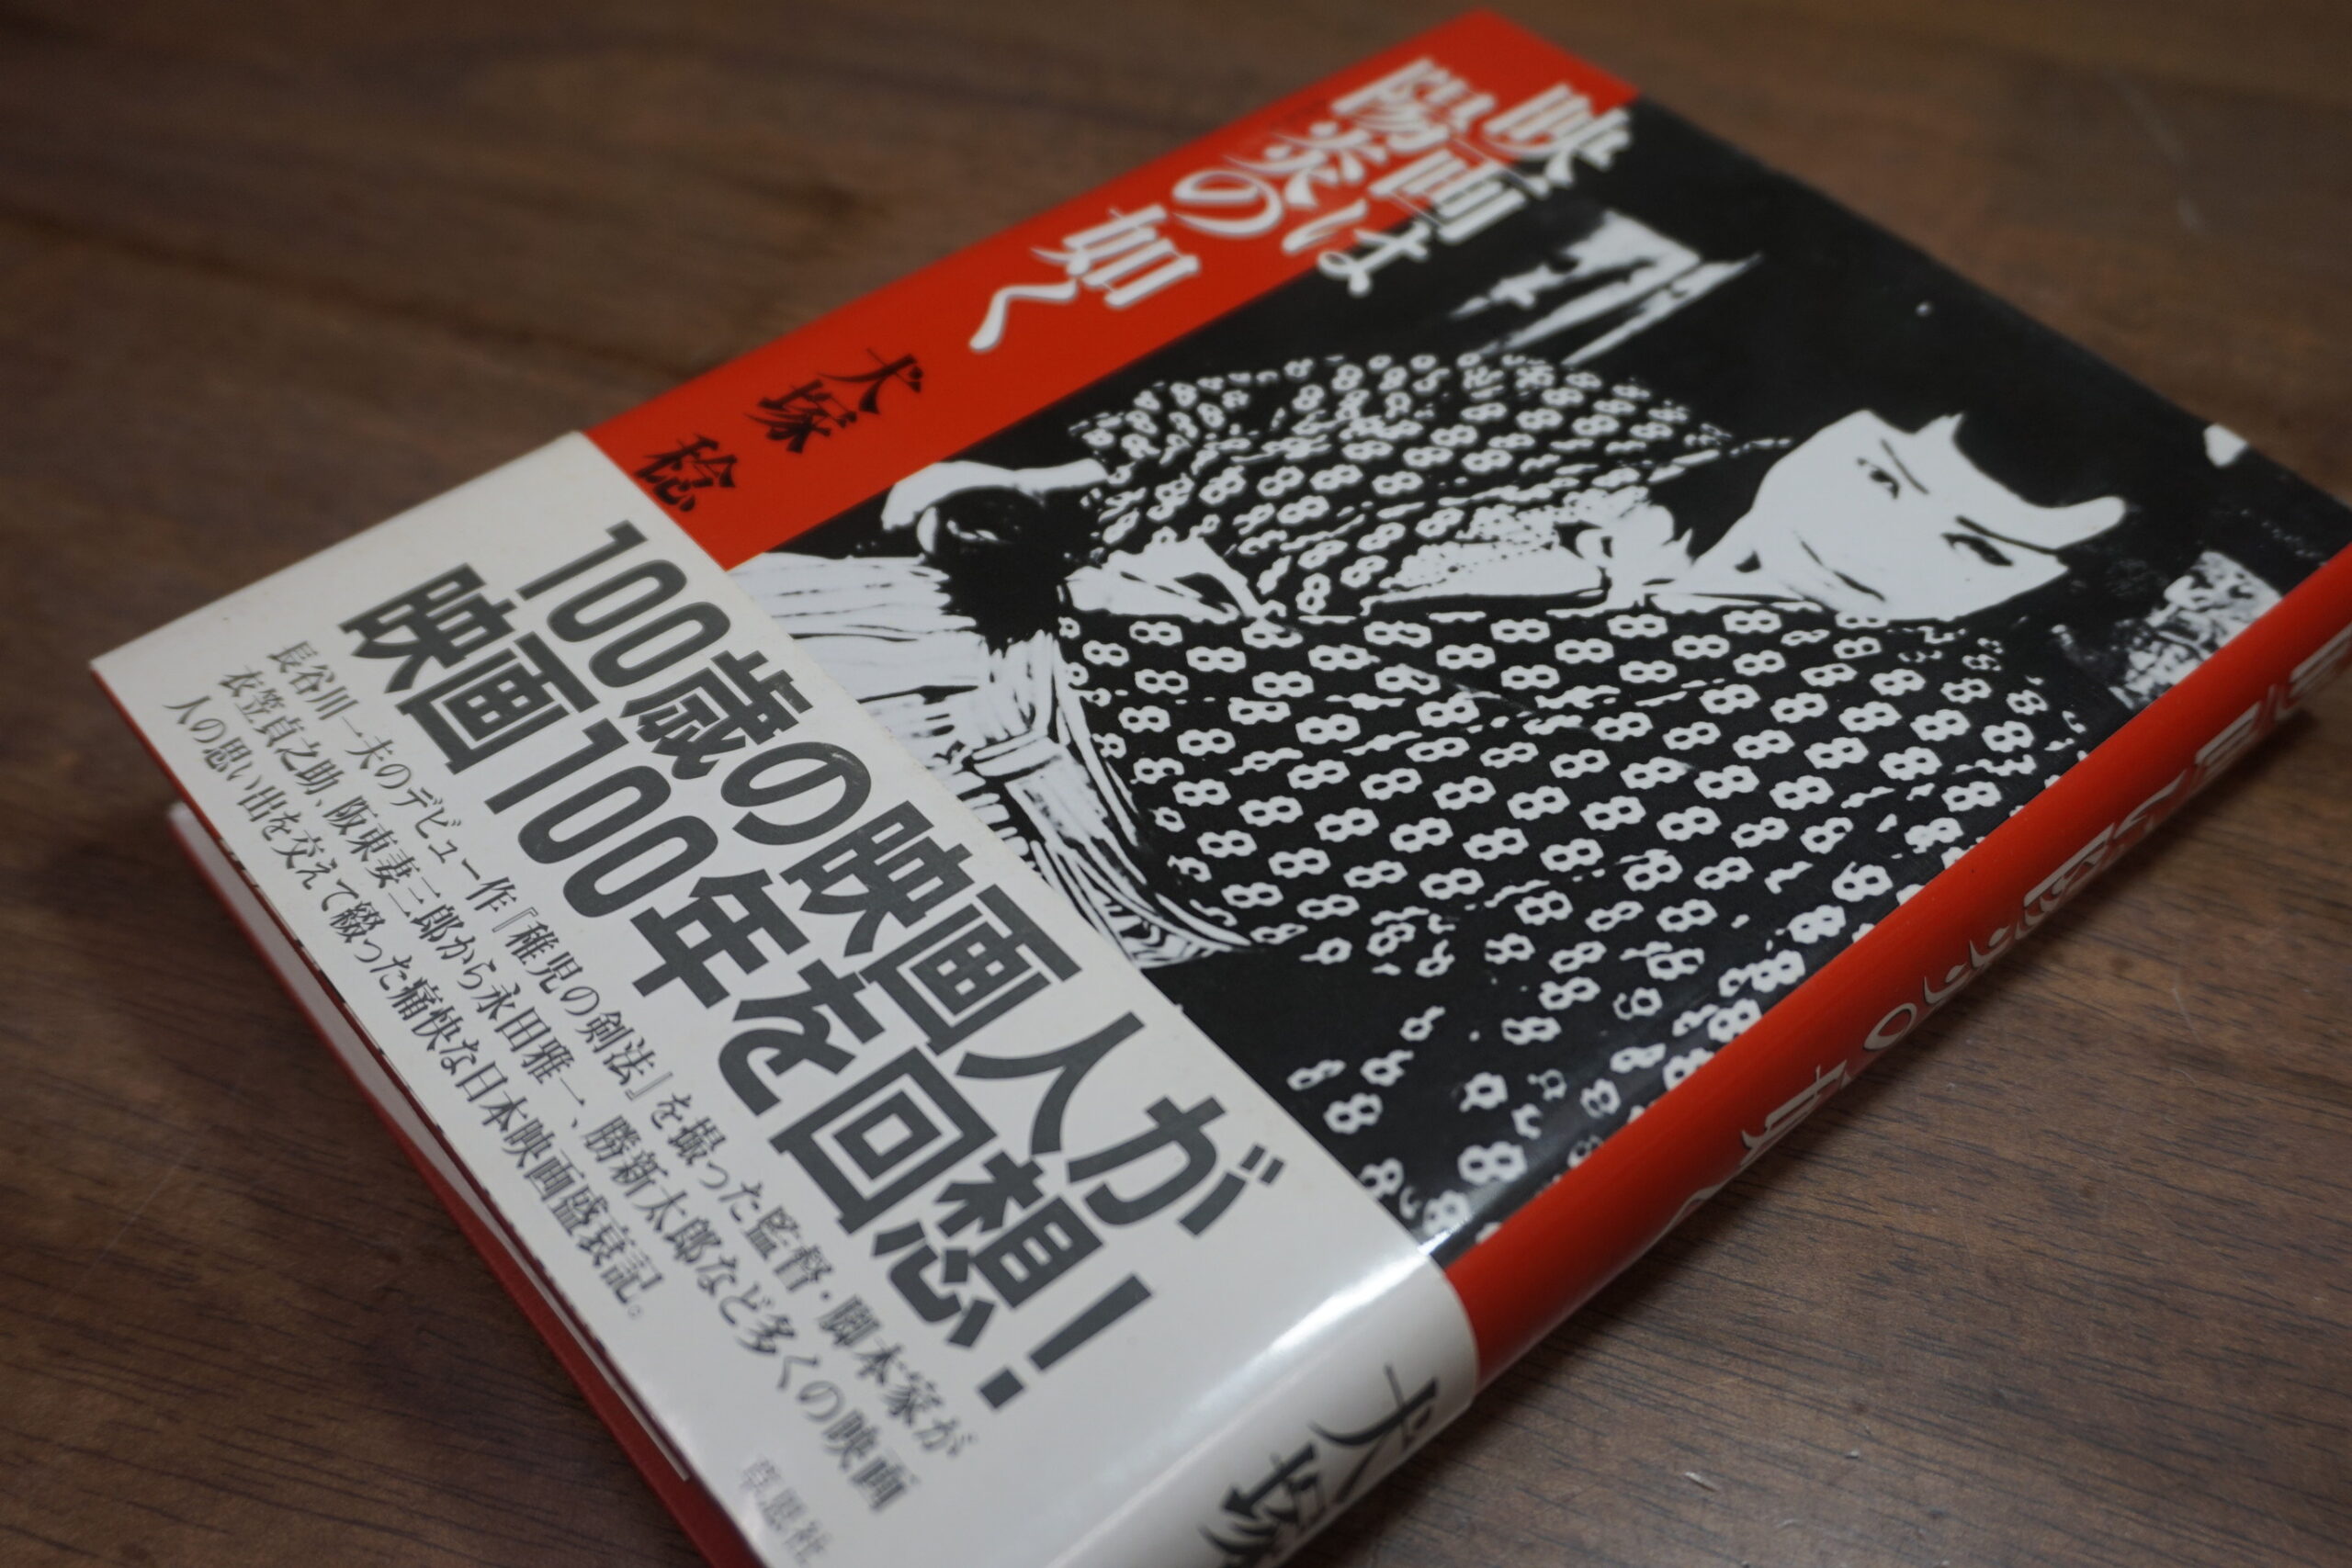 映画は
陽炎の
如く
犬塚 稔
100歳の映画人が
映画100年を回想!
長谷川一夫のデビュー作『稚児の剣法』を撮った監督・脚本家が
衣笠貞之助、阪東妻三郎から永田雅一、勝新太郎など多くの映画
人の思い出を交えて綴った痛快な日本映画盛衰記。
草思社
犬塚